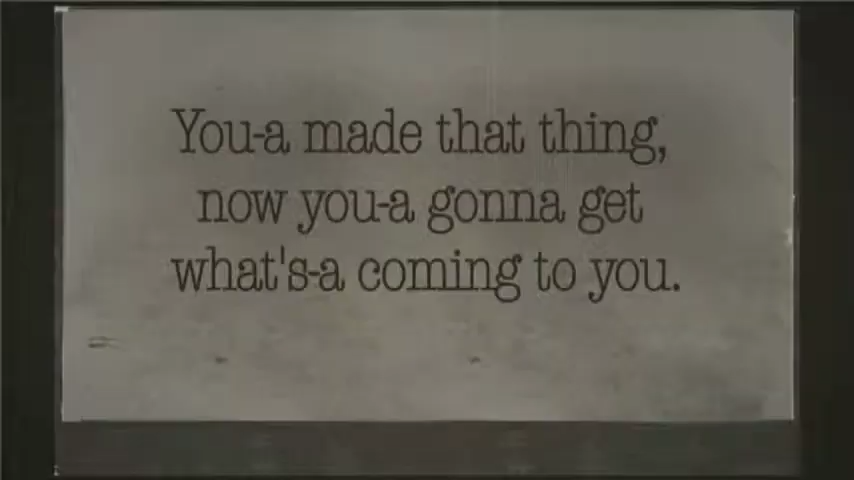 You-a made that thing,
now you-a gonna get
what's-a coming to you.